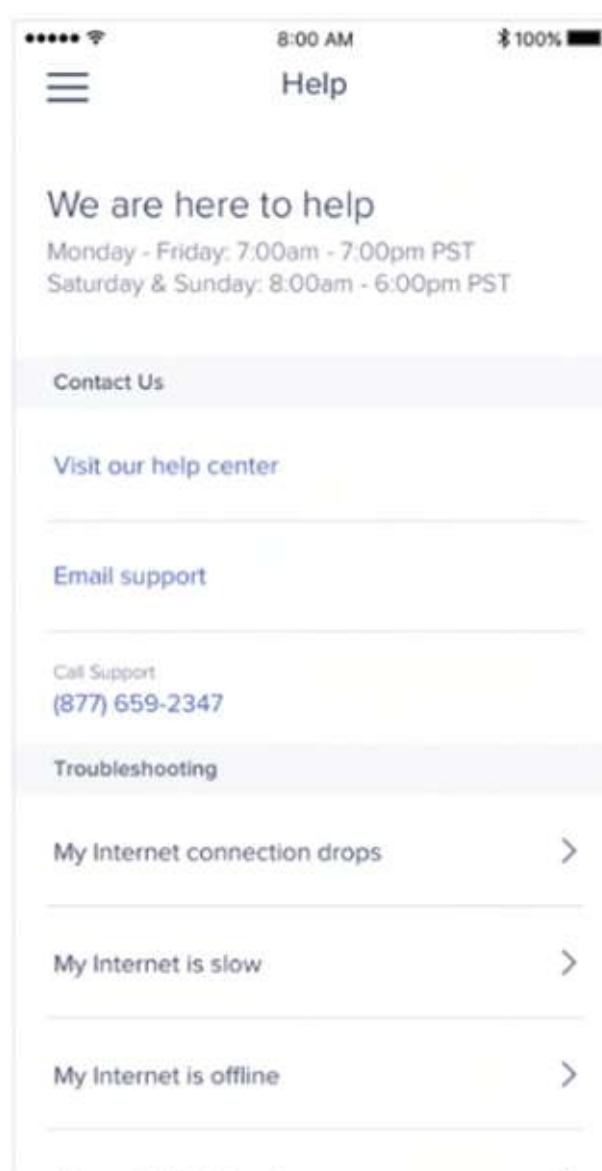 8:00 AM
100%
Help
We are here to help
Monday - Friday: 7:00am - 7:00pm PST
Saturday & Sunday: 8:00am - 6:00pm PST
Contact Us
Visit our help center
Email support
Call Support
(877) 659-2347
Troubleshooting
My Internet connection drops
My Internet is slow
My Internet is offline